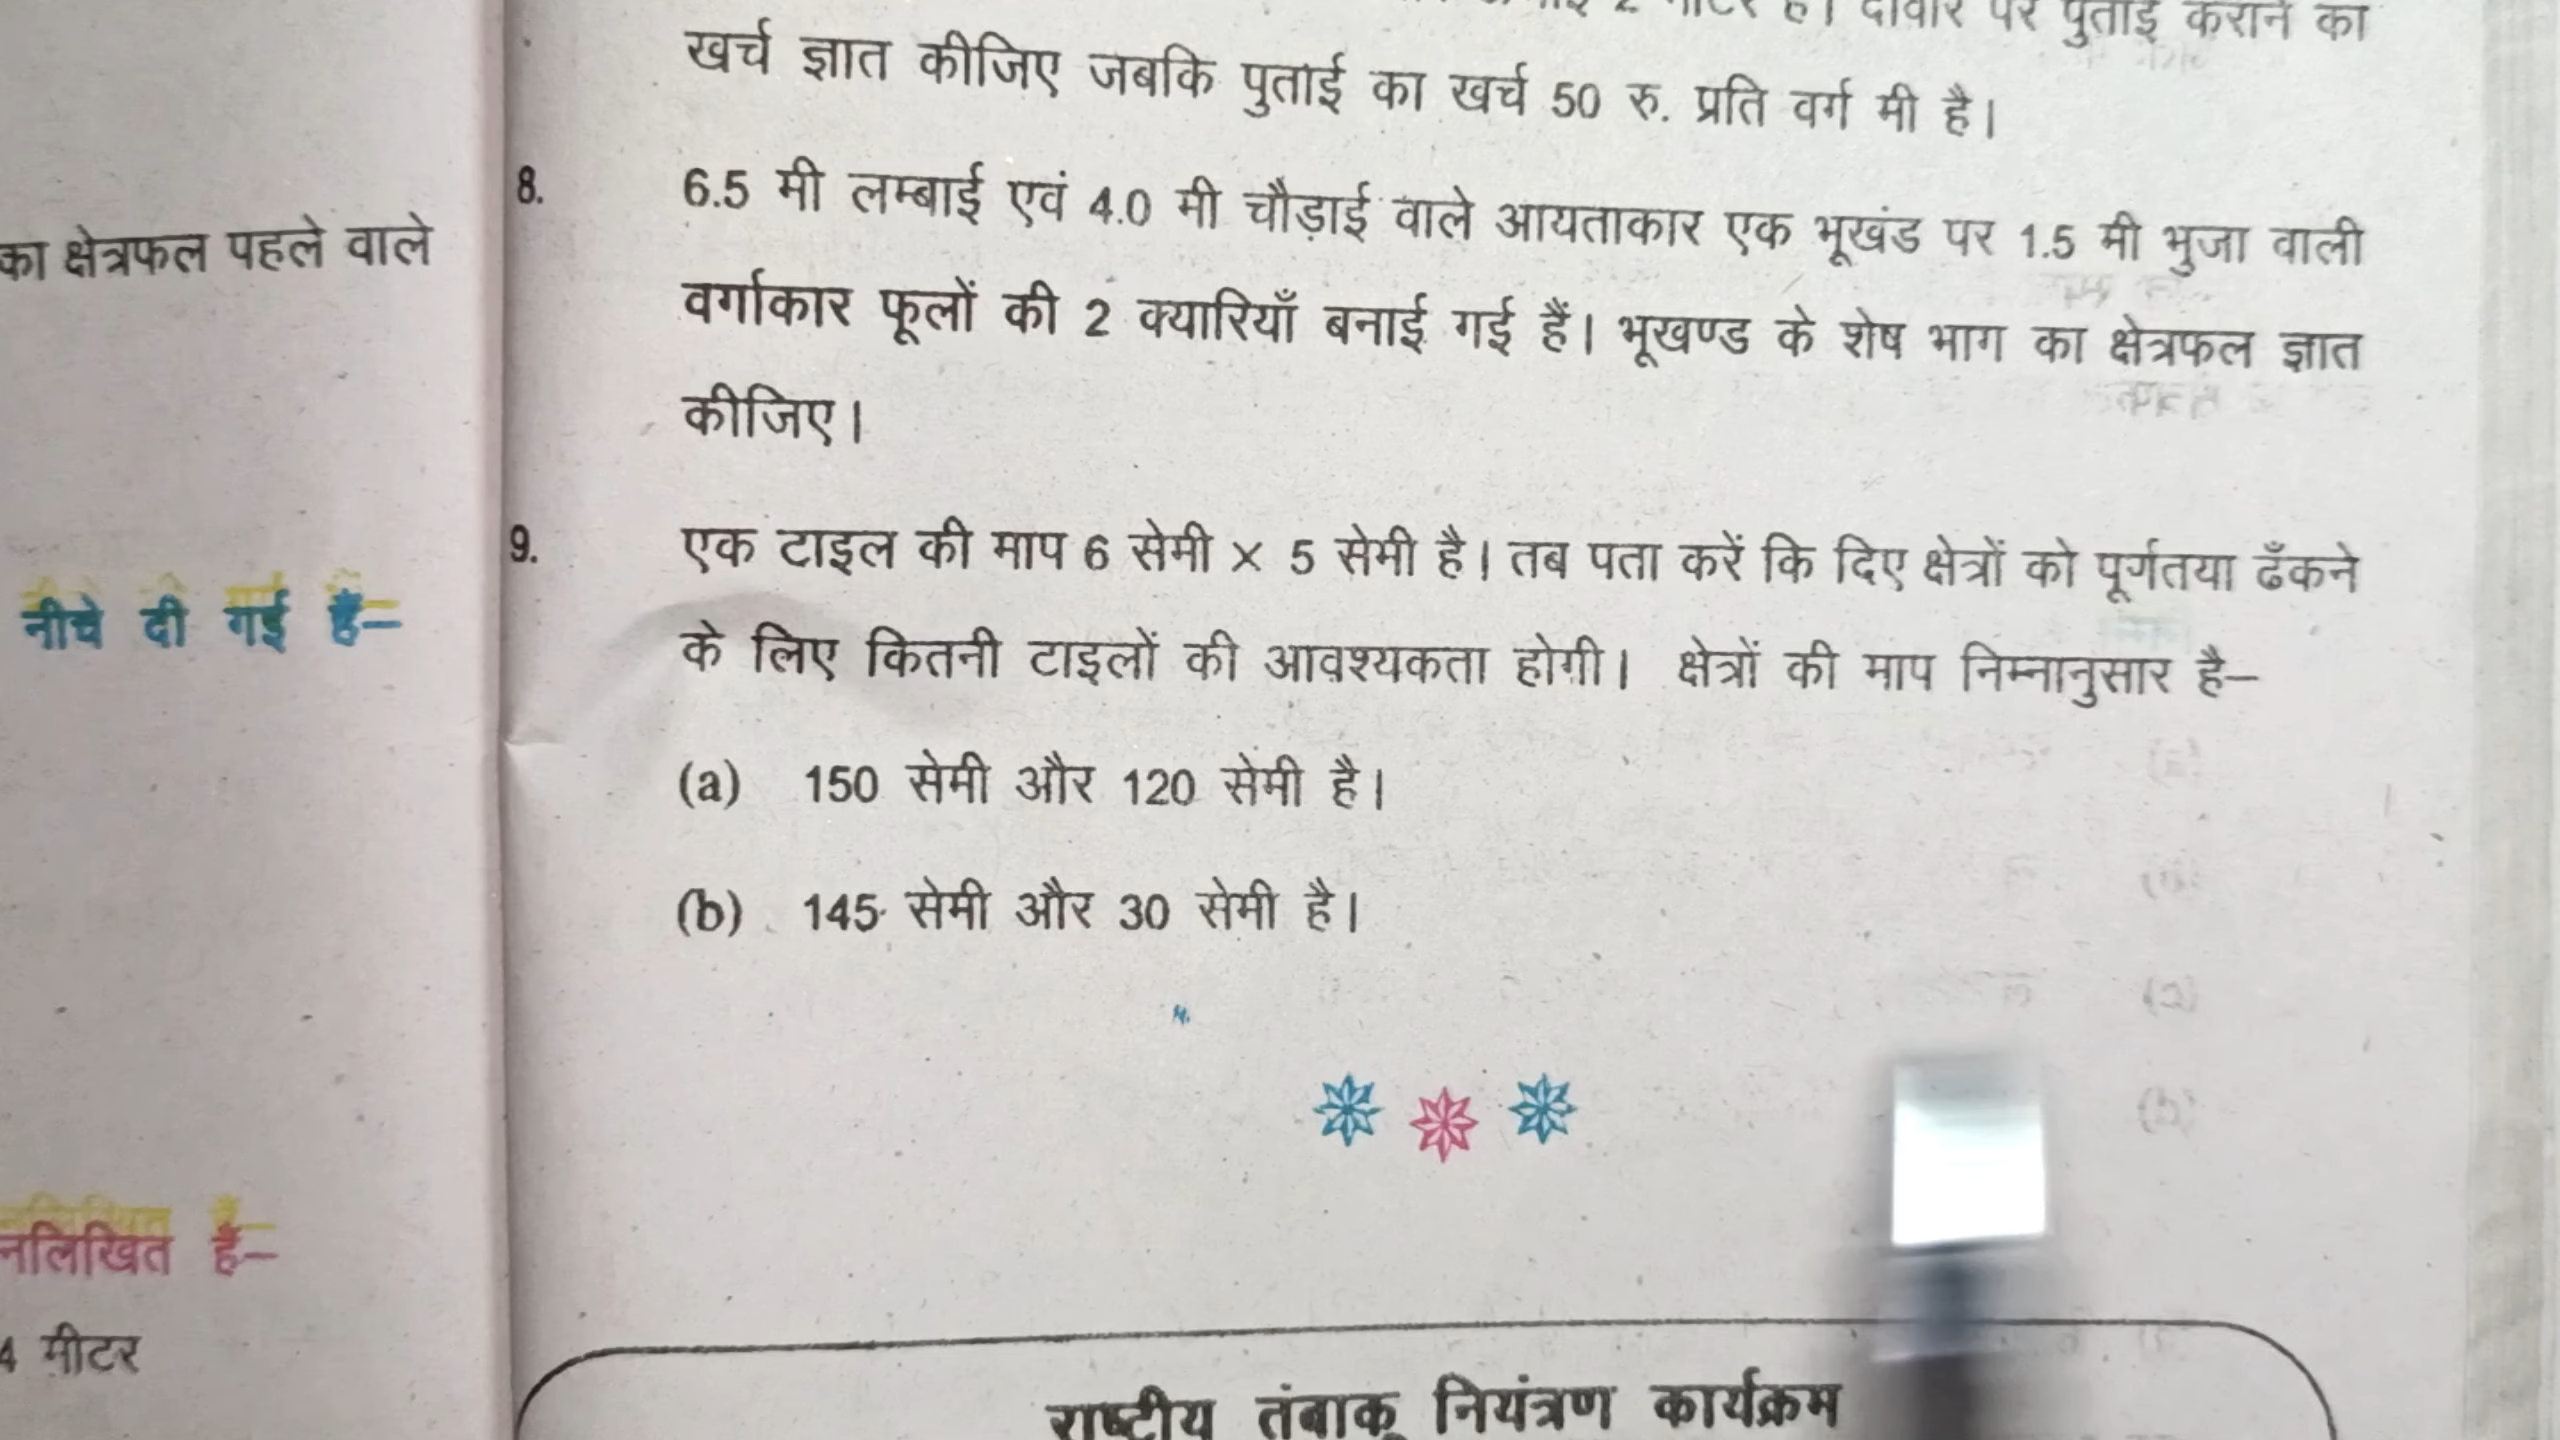 का क्षेत्रफल पहले वाले
नीचे दी गई हैं–
नलिखित हैं–
4 मीटर
2 मीटर है। दीवार पर पुताई कराने का
खर्च ज्ञात कीजिए जबकि पुताई का खर्च 50 रु. प्रति वर्ग मी है।
8. 6.5 मी लम्बाई एवं 4.0 मी चौड़ाई वाले आयताकार एक भूखंड पर 1.5 मी भुजा वाली
वर्गाकार फूलों की 2 क्यारियाँ बनाई गई हैं। भूखण्ड के शेष भाग का क्षेत्रफल ज्ञात
कीजिए।
9. एक टाइल की माप 6 सेमी × 5 सेमी है। तब पता करें कि दिए क्षेत्रों को पूर्णतया ढँकने
के लिए कितनी टाइलों की आवश्यकता होगी। क्षेत्रों की माप निम्नानुसार है–
(a) 150 सेमी और 120 सेमी है।
(b) 145 सेमी और 30 सेमी है।
राष्ट्रीय तंबाकू नियंत्रण कार्यक्रम